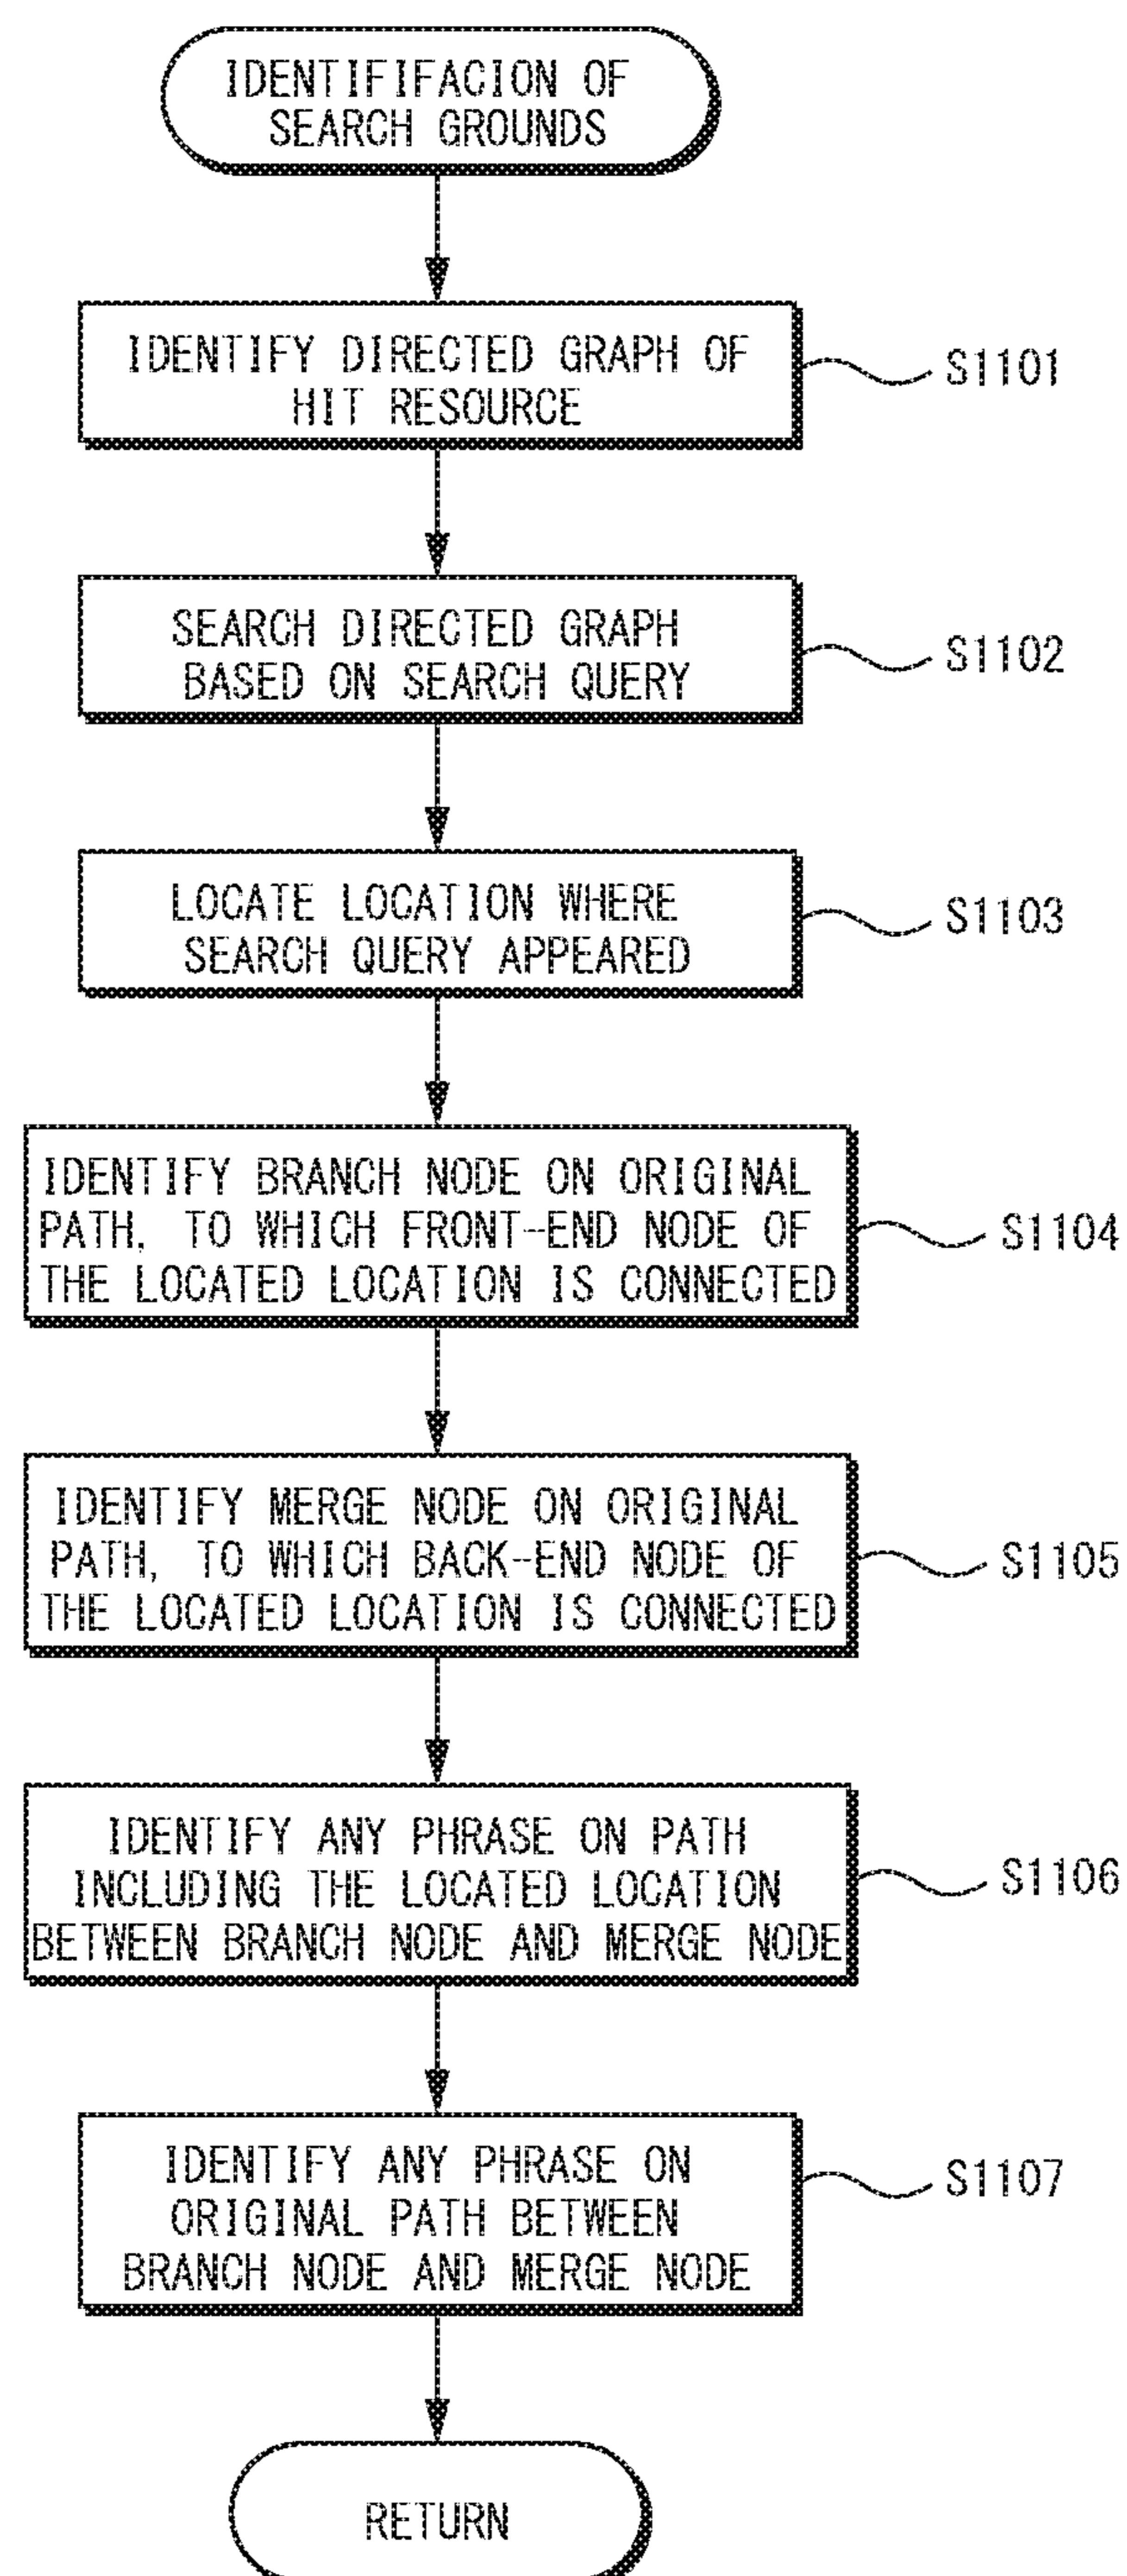 IDENTIFIFACION OF
SEARCH GROUNDS
IDENTIFY DIRECTED GRAPH OF
HIT RESOURCE
S1101
SEARCH DIRECTED GRAPH
BASED ON SEARCH QUERY
S1102
LOCATE LOCATION WHERE
SEARCH QUERY APPEARED
S1103
IDENTIFY BRANCH NODE ON ORIGINAL
PATH, TO WHICH FRONT-END NODE OF
THE LOCATED LOCATION IS CONNECTED
S1104
IDENTIFY MERGE NODE ON ORIGINAL
PATH, TO WHICH BACK-END NODE OF
THE LOCATED LOCATION IS CONNECTED
S1105
IDENTIFY ANY PHRASE ON PATH
INCLUDING THE LOCATED LOCATION
BETWEEN BRANCH NODE AND MERGE NODE
S1106
IDENTIFY ANY PHRASE ON
ORIGINAL PATH BETWEEN
BRANCH NODE AND MERGE NODE
S1107
RETURN